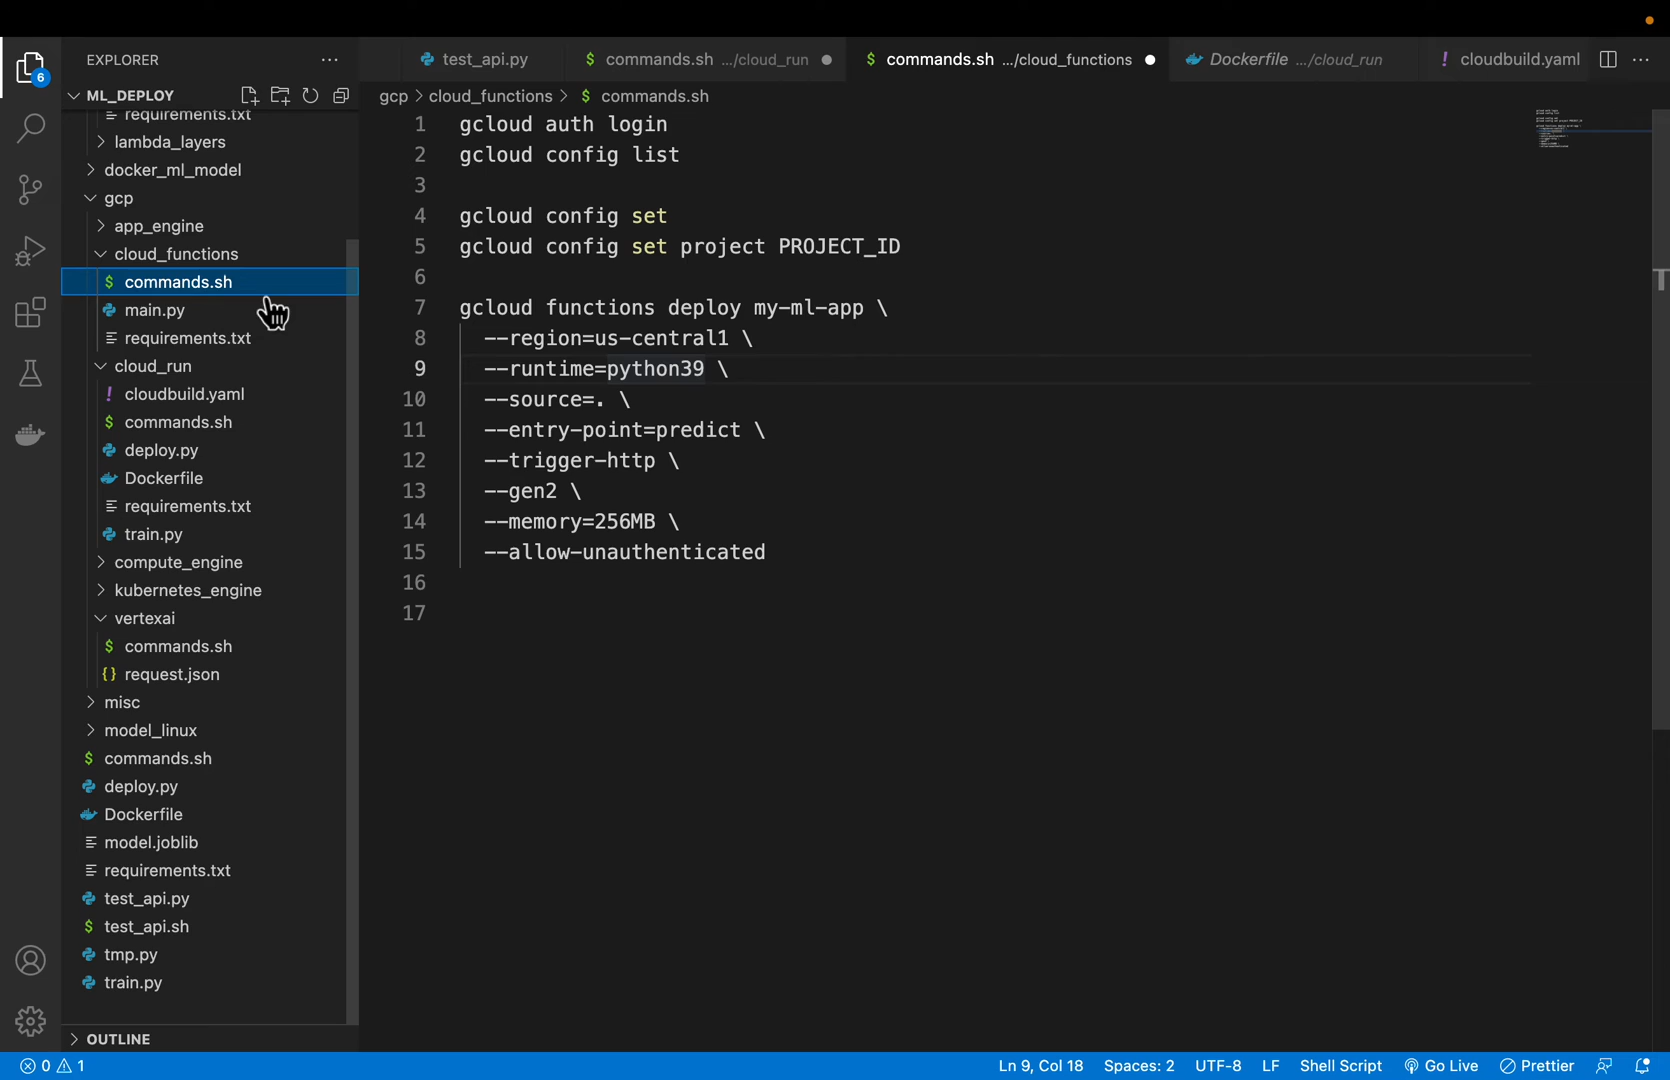 EXPLORER
ML_DEPLOY
requirements.txt
lambda_layers
docker_ml_model
gcp
app_engine
cloud_functions
$ commands.sh
main.py
requirements.txt
cloud_run
! cloudbuild.yaml
$ commands.sh
deploy.py
Dockerfile
requirements.txt
train.py
compute_engine
kubernetes_engine
vertexai
$ commands.sh
{} request.json
misc
model_linux
$ commands.sh
deploy.py
Dockerfile
model.joblib
requirements.txt
test_api.py
$ test_api.sh
tmp.py
train.py
OUTLINE
6
test_api.py $ commands.sh .../cloud_run $ commands.sh .../cloud_functions Dockerfile .../cloud_run ! cloudbuild.yaml ...
gcp > cloud_functions > $ commands.sh
1 gcloud auth login
2 gcloud config list
3
4 gcloud config set
5 gcloud config set project PROJECT_ID
6
7 gcloud functions deploy my-ml-app \
8 --region=us-central1 \
9 --runtime=python39 \
10 --source=. \
11 --entry-point=predict \
12 --trigger-http \
13 --gen2 \
14 --memory=256MB \
15 --allow-unauthenticated
16
17
0 1 Ln 9, Col 18 Spaces: 2 UTF-8 LF Shell Script Go Live Prettier